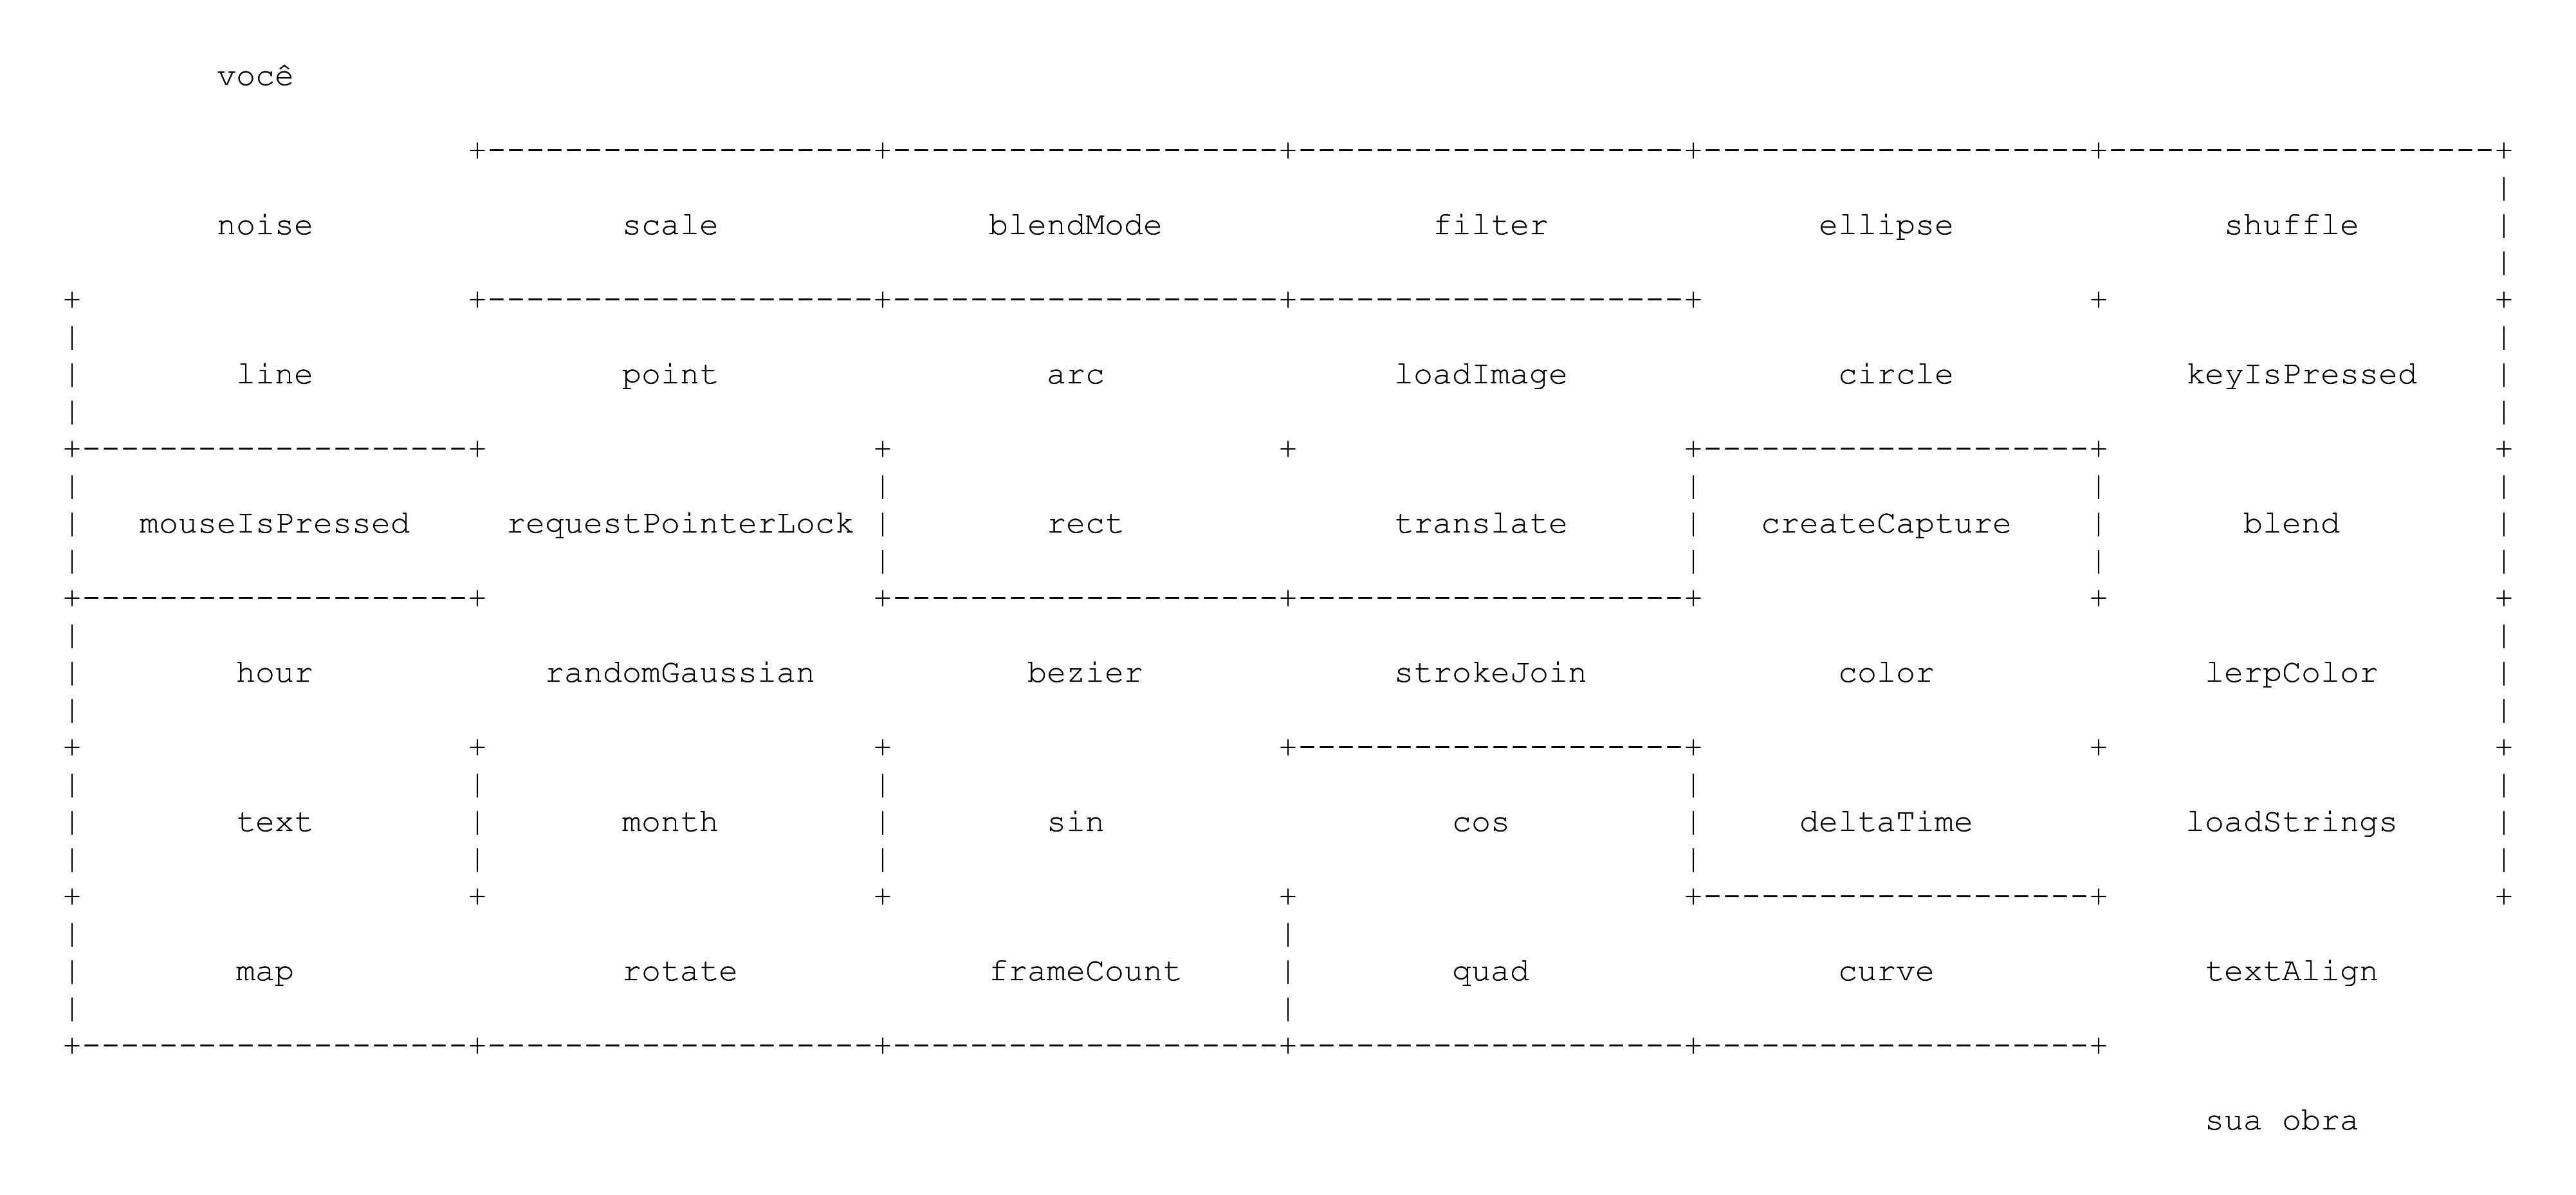 você
noise scale blendMode filter ellipse shuffle
line point arc loadImage circle keyIsPressed
mouseIsPressed requestPointerLock rect translate createCapture blend
hour randomGaussian bezier strokeJoin color lerpColor
text month sin cos deltaTime loadStrings
map rotate frameCount quad curve textAlign
sua obra